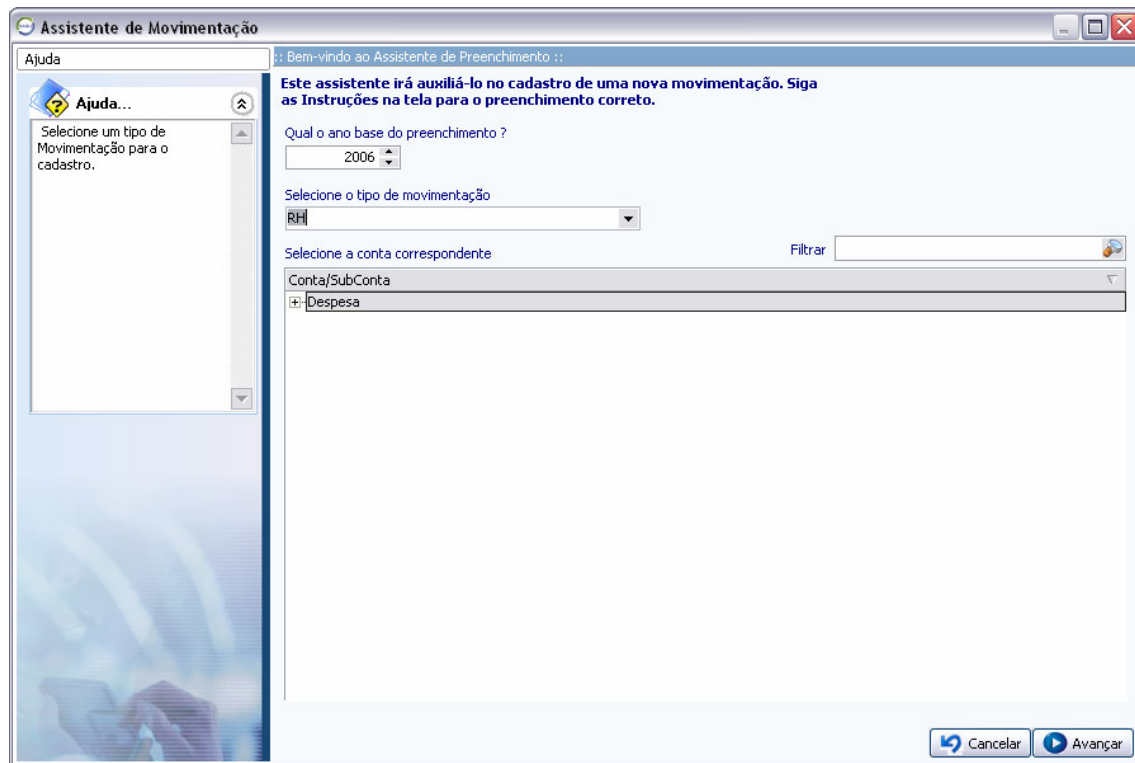 Assistente de Movimentação
Ajuda
Ajuda...
Selecione um tipo de
Movimentação para o
cadastro.
:: Bem-vindo ao Assistente de Preenchimento ::
Este assistente irá auxiliá-lo no cadastro de uma nova movimentação. Siga
as Instruções na tela para o preenchimento correto.
Qual o ano base do preenchimento ?
2006
Selecione o tipo de movimentação
RH
Selecione a conta correspondente
Filtrar
Conta/SubConta
Despesa
Cancelar
Avançar